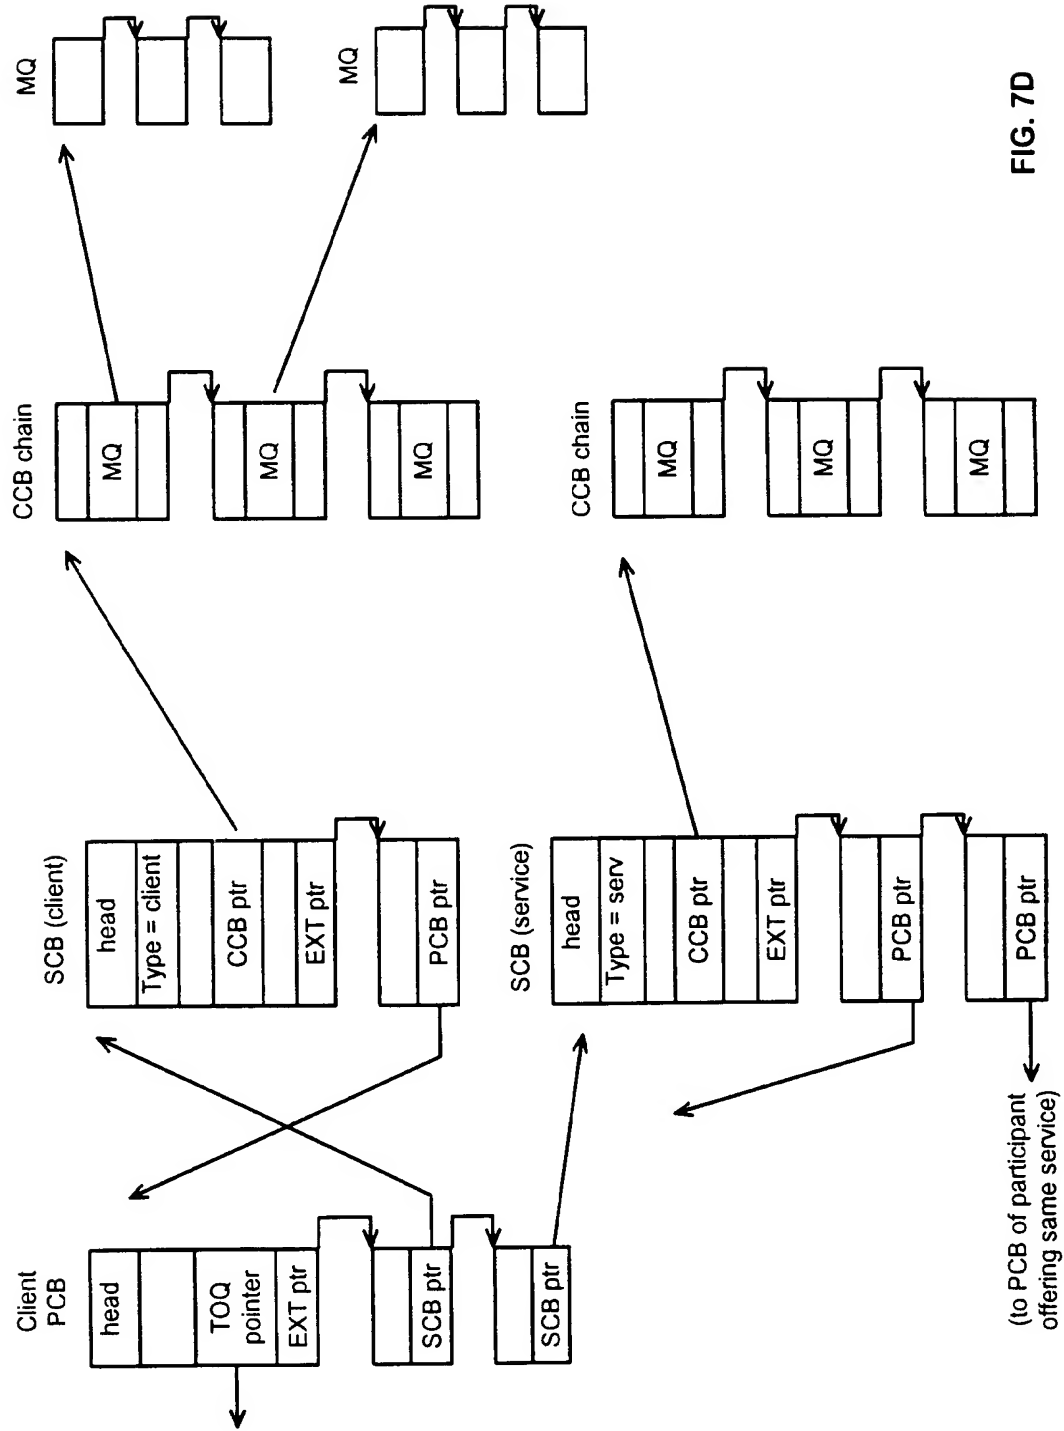 Client
PCB
head
TOQ
pointer
EXT ptr
SCB ptr
SCB ptr
SCB (client)
head
Type = client
CCB ptr
EXT ptr
PCB ptr
SCB (service)
head
Type = serv
CCB ptr
EXT ptr
PCB ptr
PCB ptr
(to PCB of participant
offering same service)
CCB chain
MQ
MQ
MQ
CCB chain
MQ
MQ
MQ
MQ
MQ
FIG. 7D